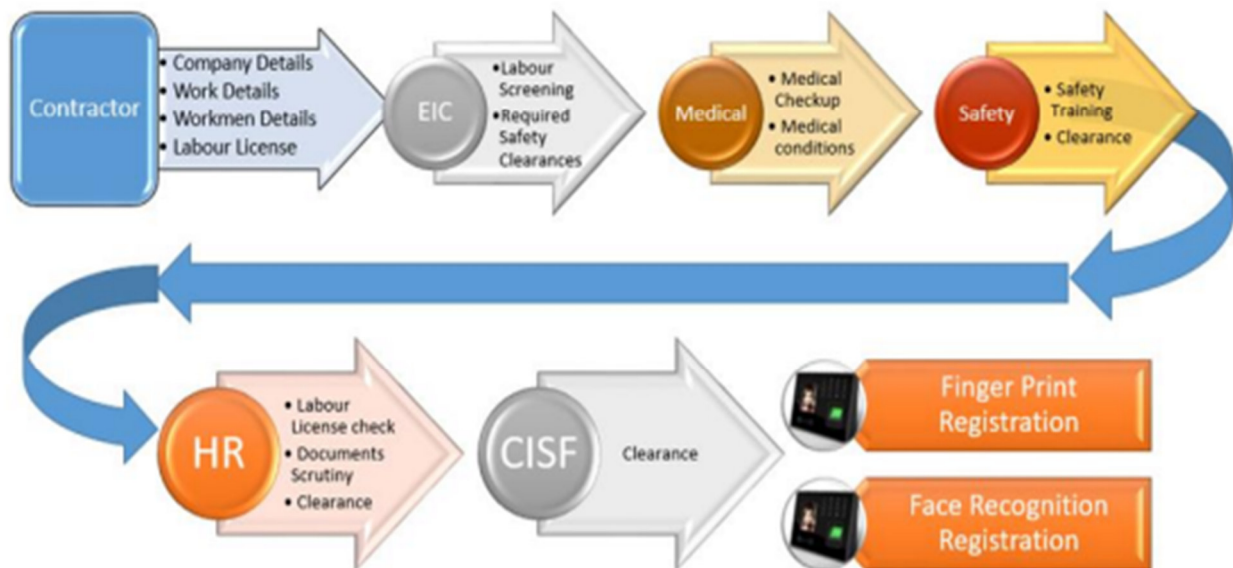 Contractor
• Company Details
• Work Details
• Workmen Details
• Labour License
EIC
• Labour
Screening
• Required
Safety
Clearances
Medical
• Medical
Checkup
• Medical
conditions
Safety
• Safety
Training
• Clearance
HR
• Labour
License check
• Documents
Scrutiny
• Clearance
CISF
Clearance
Finger Print
Registration
Face Recognition
Registration